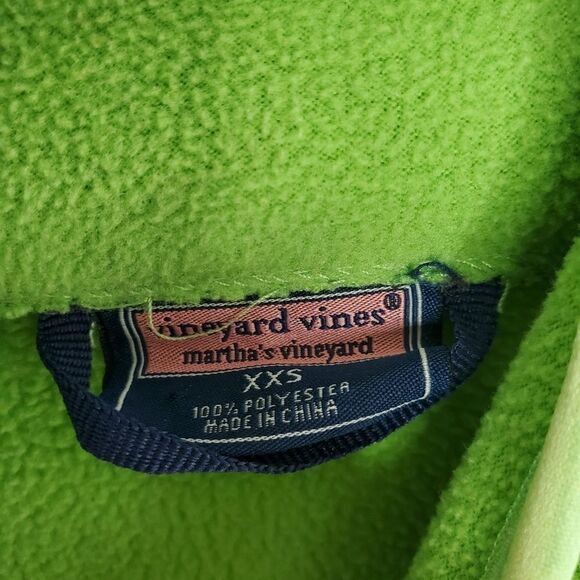 vineyard vines®
martha's vineyard
XXS
100% POLYESTER
MADE IN CHINA